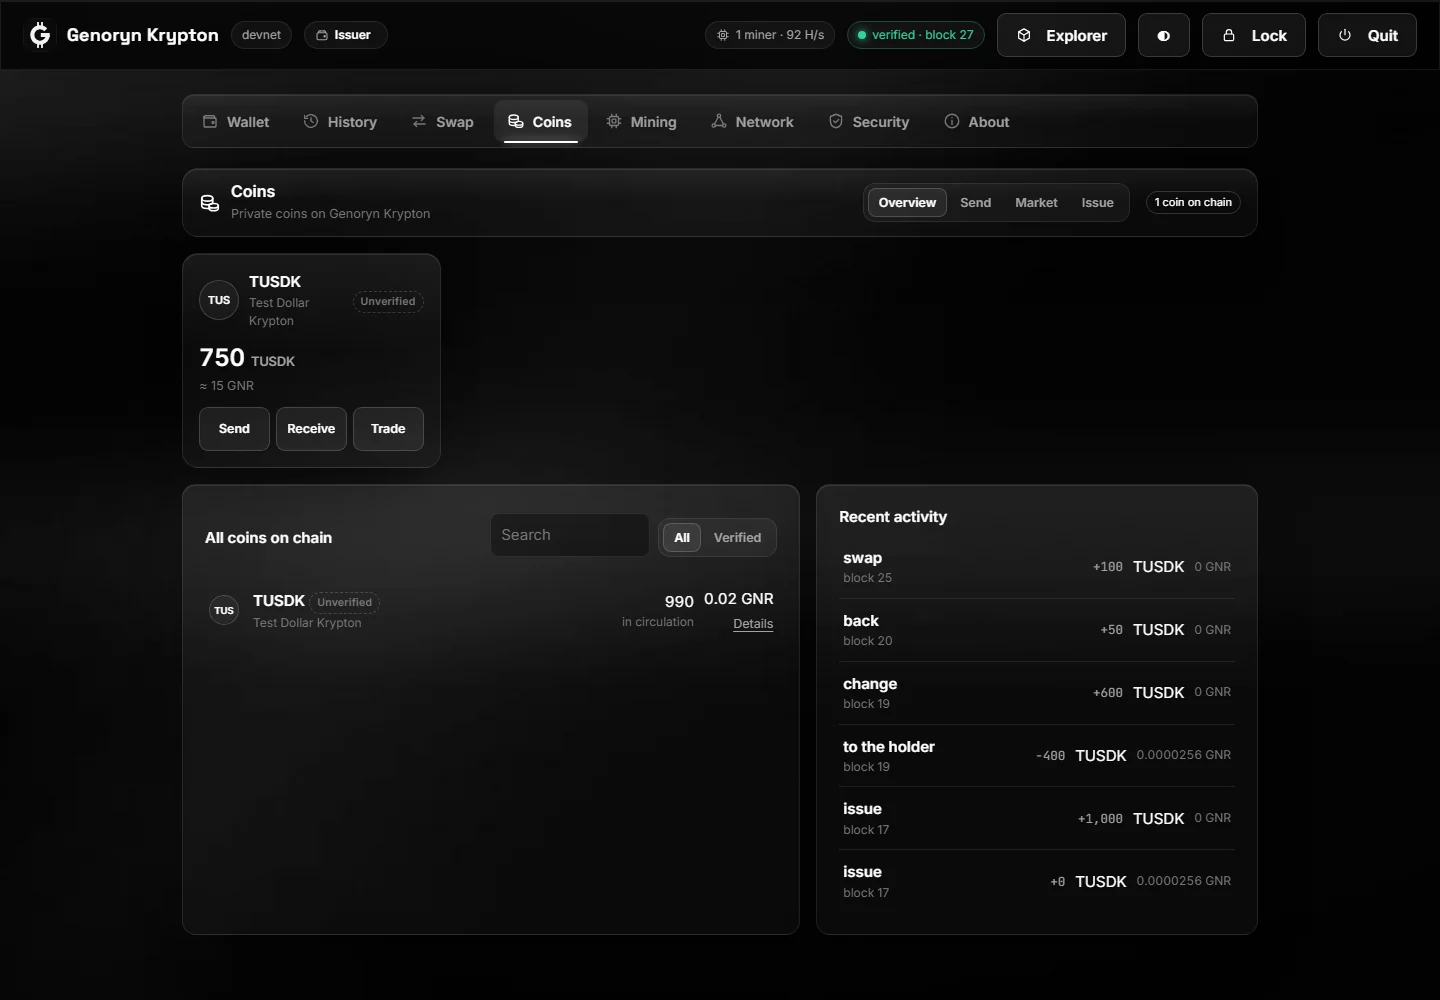 Genoryn Krypton
devnet
Issuer
1 miner · 92 H/s
verified · block 27
Explorer
Lock
Quit
Wallet
History
Swap
Coins
Mining
Network
Security
About
Coins
Private coins on Genoryn Krypton
Overview
Send
Market
Issue
1 coin on chain
TUS
TUSDK
Test Dollar
Krypton
Unverified
750 TUSDK
≈ 15 GNR
Send
Receive
Trade
All coins on chain
Search
All
Verified
TUS
TUSDK Unverified
Test Dollar Krypton
990
in circulation
0.02 GNR
Details
Recent activity
swap
block 25
+100 TUSDK 0 GNR
back
block 20
+50 TUSDK 0 GNR
change
block 19
+600 TUSDK 0 GNR
to the holder
block 19
-400 TUSDK 0.0000256 GNR
issue
block 17
+1,000 TUSDK 0 GNR
issue
block 17
+0 TUSDK 0.0000256 GNR